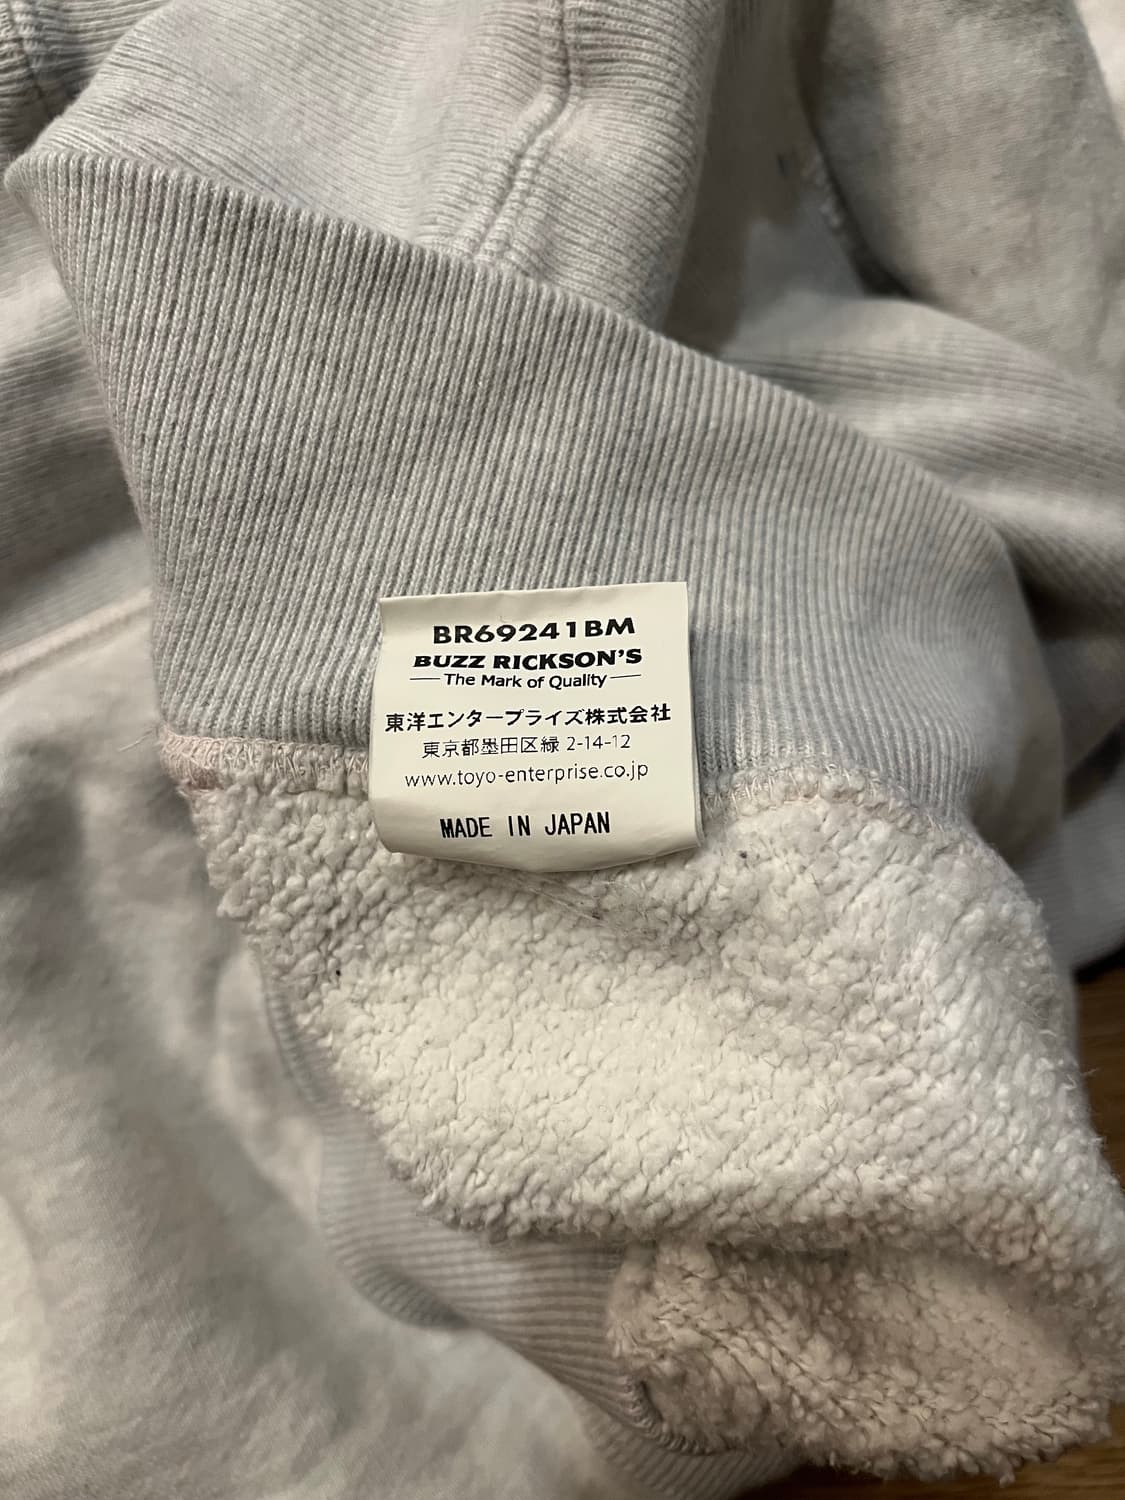 BR69241BM
BUZZ RICKSON'S
The Mark of Quality
東洋エンタープライズ株式会社
東京都墨田区緑 2-14-12
www.toyo-enterprise.co.jp
MADE IN JAPAN